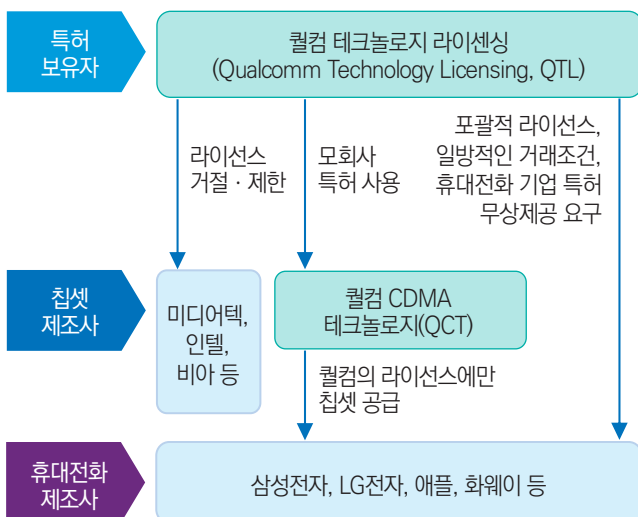 특허
보유자
퀄컴 테크놀로지 라이센싱
(Qualcomm Technology Licensing, QTL)
라이선스
거절 · 제한
모회사
특허 사용
포괄적 라이선스,
일방적인 거래조건,
휴대전화 기업 특허
무상제공 요구
칩셋
제조사
미디어텍,
인텔,
비아 등
퀄컴 CDMA
테크놀로지(QCT)
퀄컴의 라이선스에만
칩셋 공급
휴대전화
제조사
삼성전자, LG전자, 애플, 화웨이 등